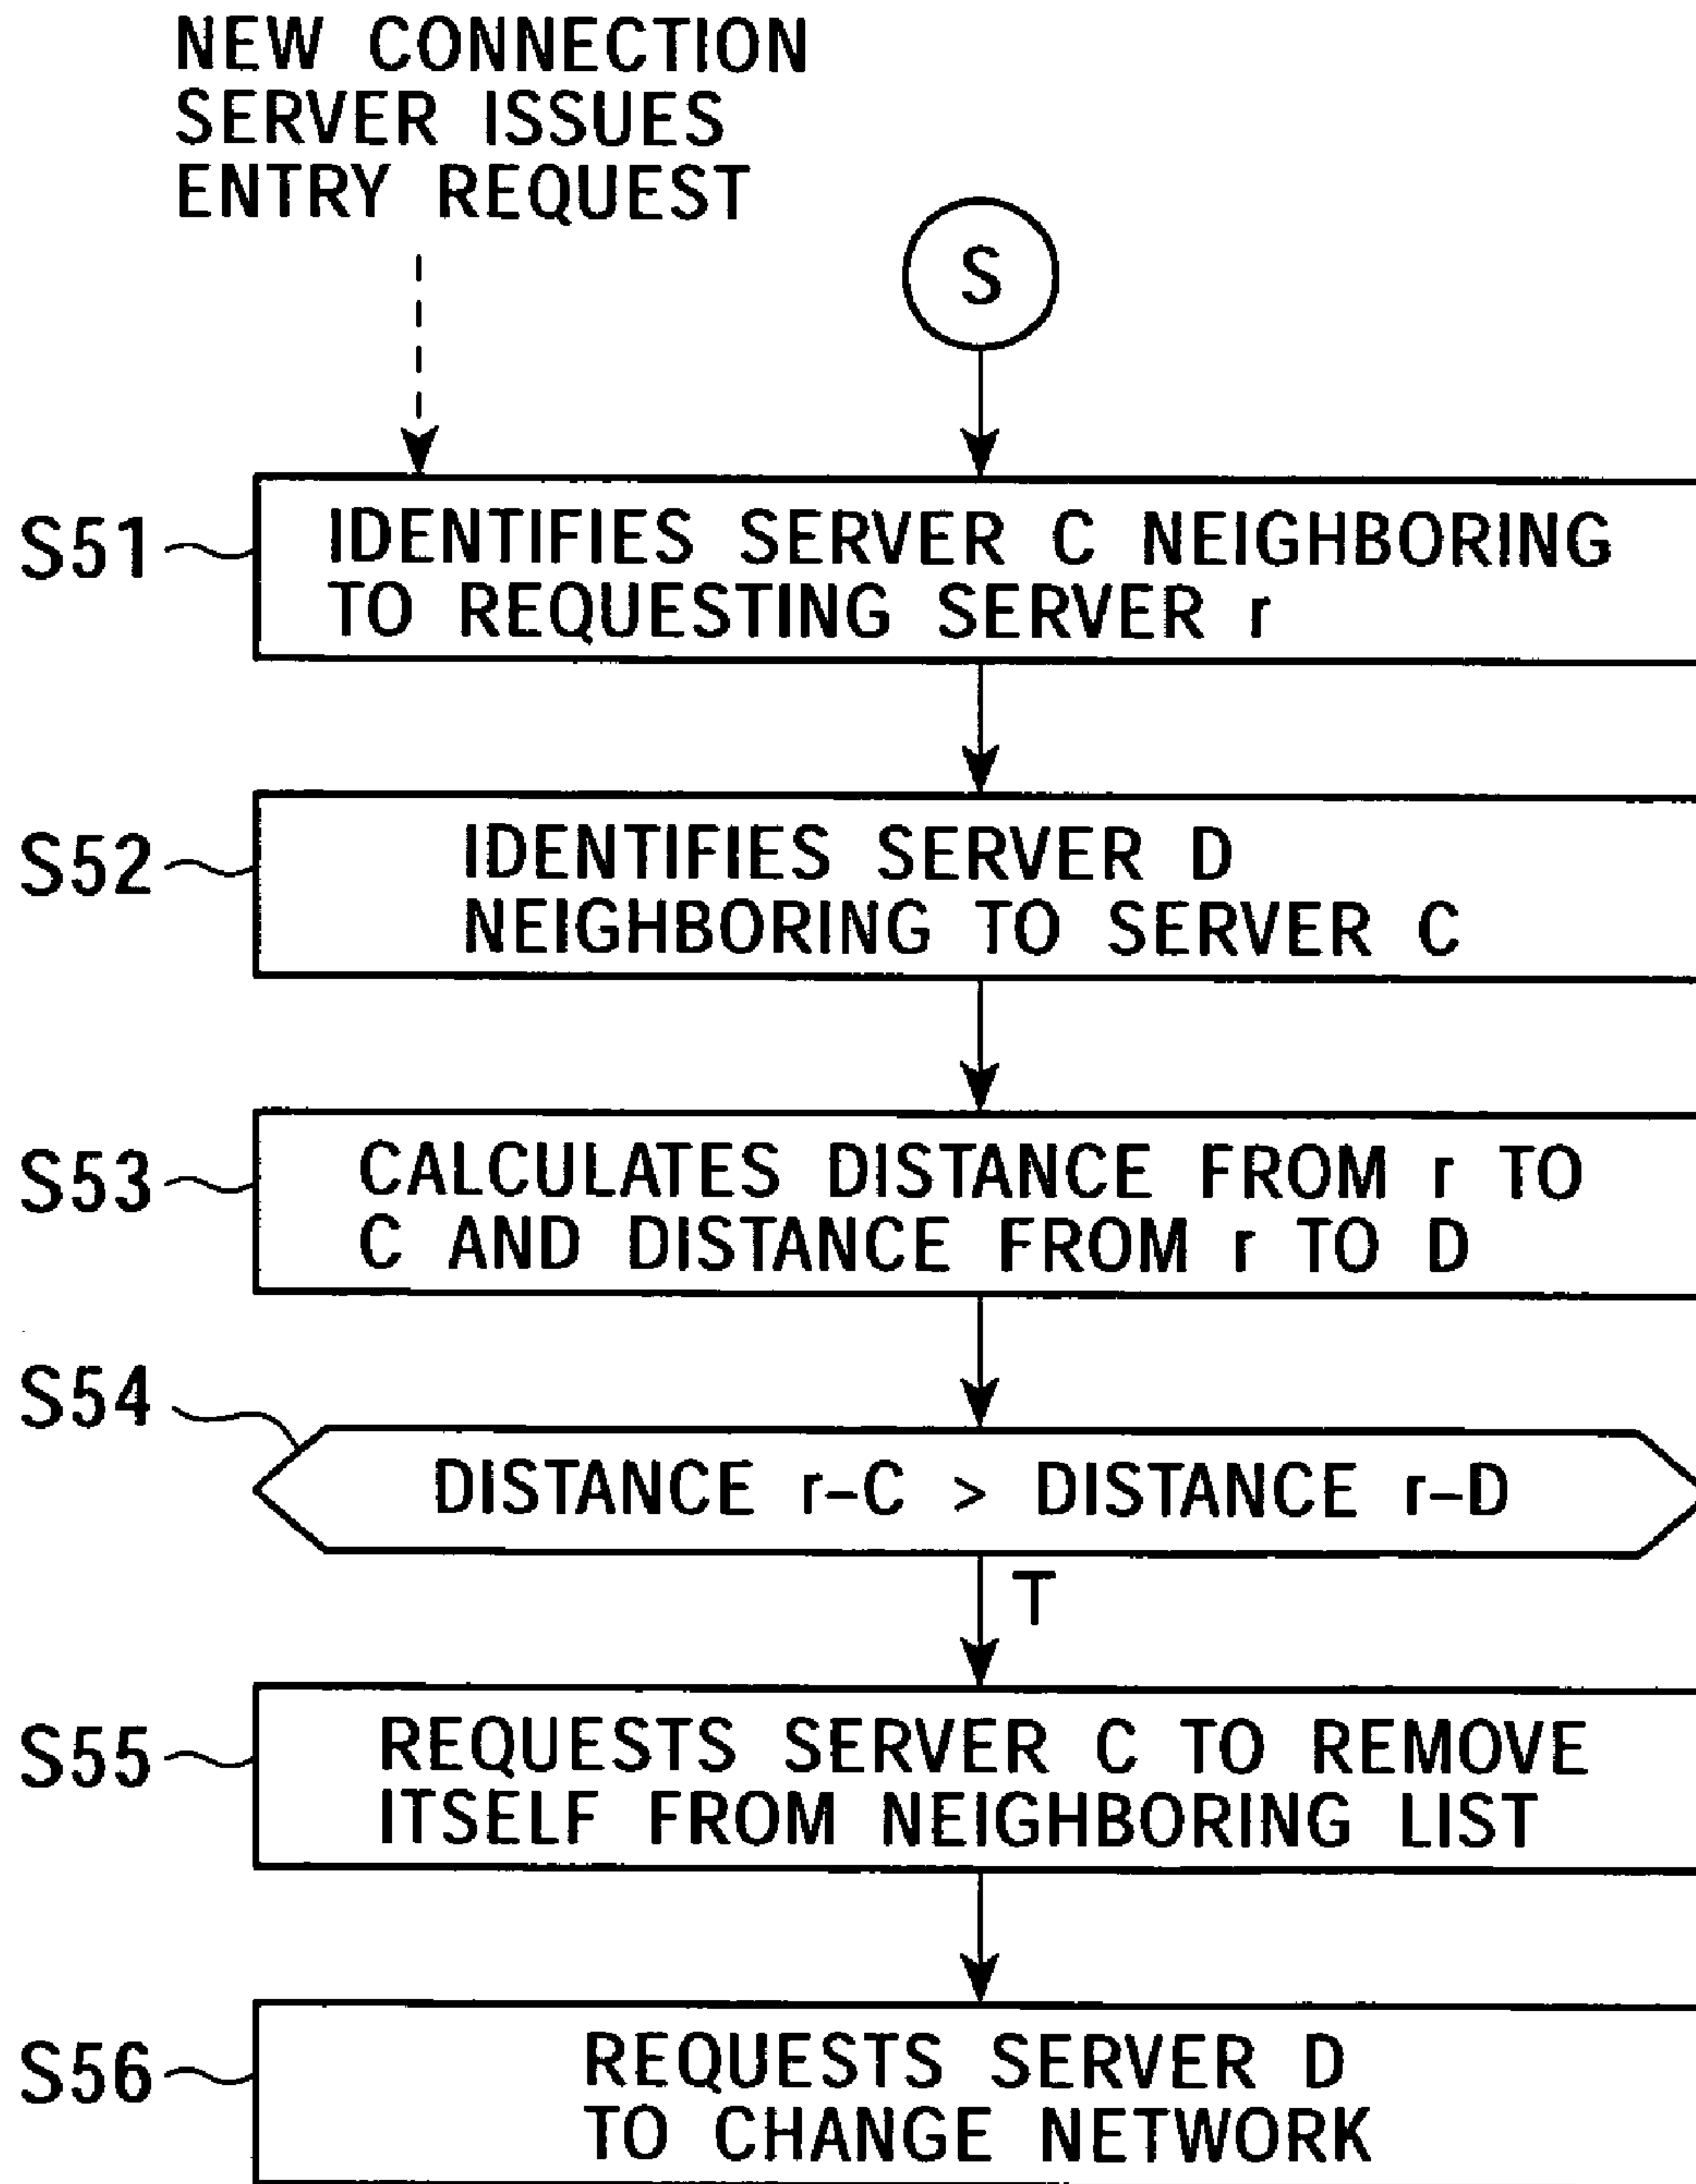 NEW CONNECTION
SERVER ISSUES
ENTRY REQUEST
S
S51
IDENTIFIES SERVER C NEIGHBORING
TO REQUESTING SERVER r
S52
IDENTIFIES SERVER D
NEIGHBORING TO SERVER C
S53
CALCULATES DISTANCE FROM r TO
C AND DISTANCE FROM r TO D
S54
DISTANCE r-C > DISTANCE r-D
T
S55
REQUESTS SERVER C TO REMOVE
ITSELF FROM NEIGHBORING LIST
S56
REQUESTS SERVER D
TO CHANGE NETWORK